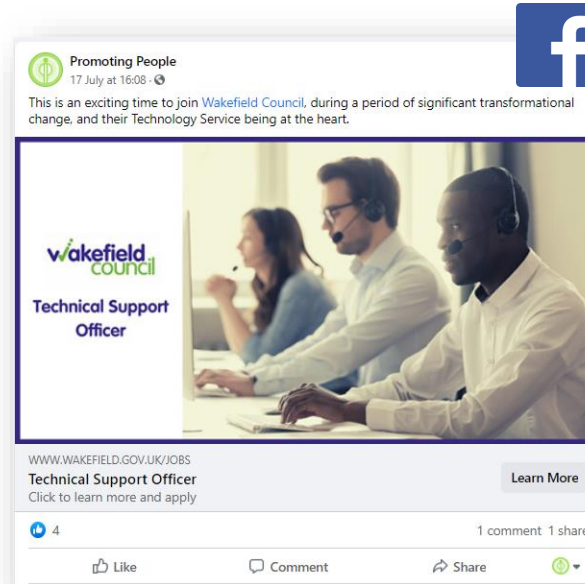 f
Promoting People
17 July at 16:08 ·
This is an exciting time to join Wakefield Council, during a period of significant transformational
change, and their Technology Service being at the heart.
wakefield
council
Technical Support
Officer
WWW.WAKEFIELD.GOV.UK/JOBS
Technical Support Officer
Click to learn more and apply
Learn More
4
1 comment 1 share
Like
Comment
Share